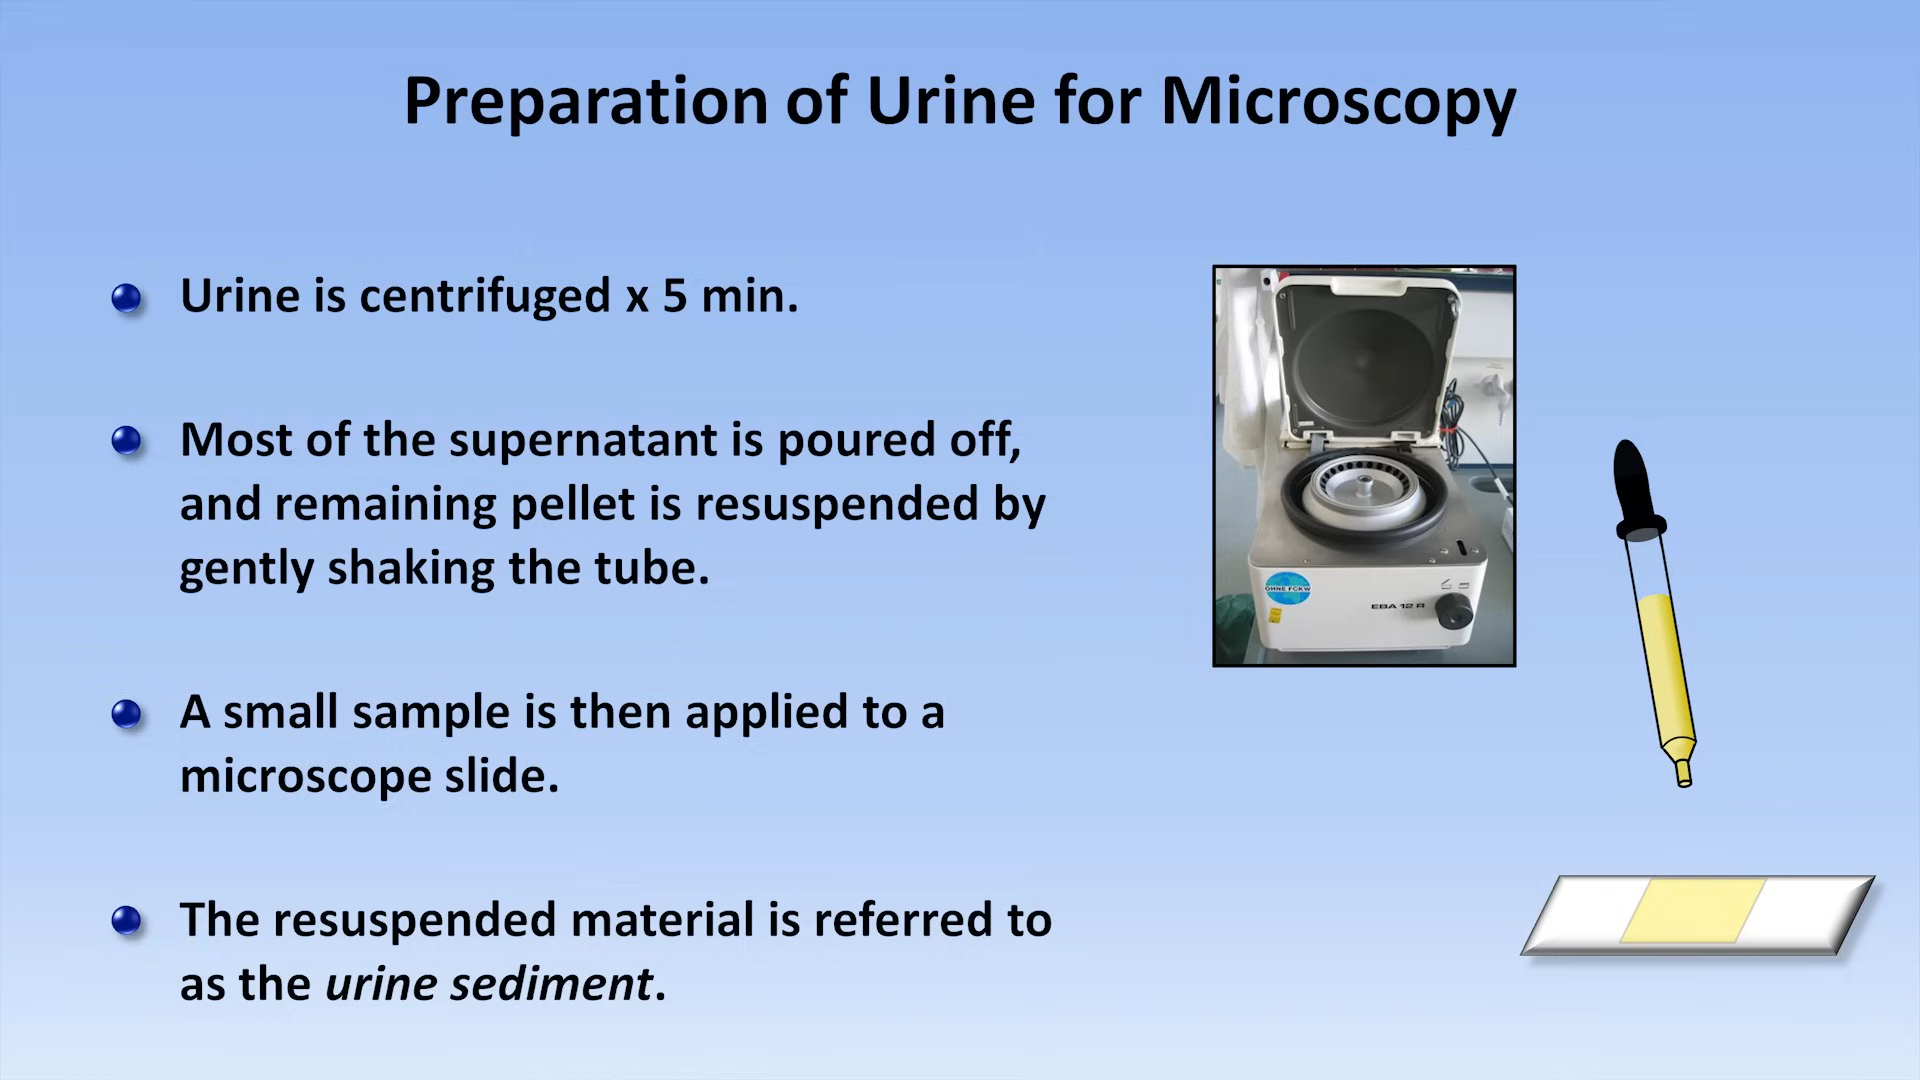 Preparation of Urine for Microscopy
Urine is centrifuged x 5 min.
Most of the supernatant is poured off,
and remaining pellet is resuspended by
gently shaking the tube.
OHNE FCKW
EBA 12 R
A small sample is then applied to a
microscope slide.
The resuspended material is referred to
as the urine sediment.